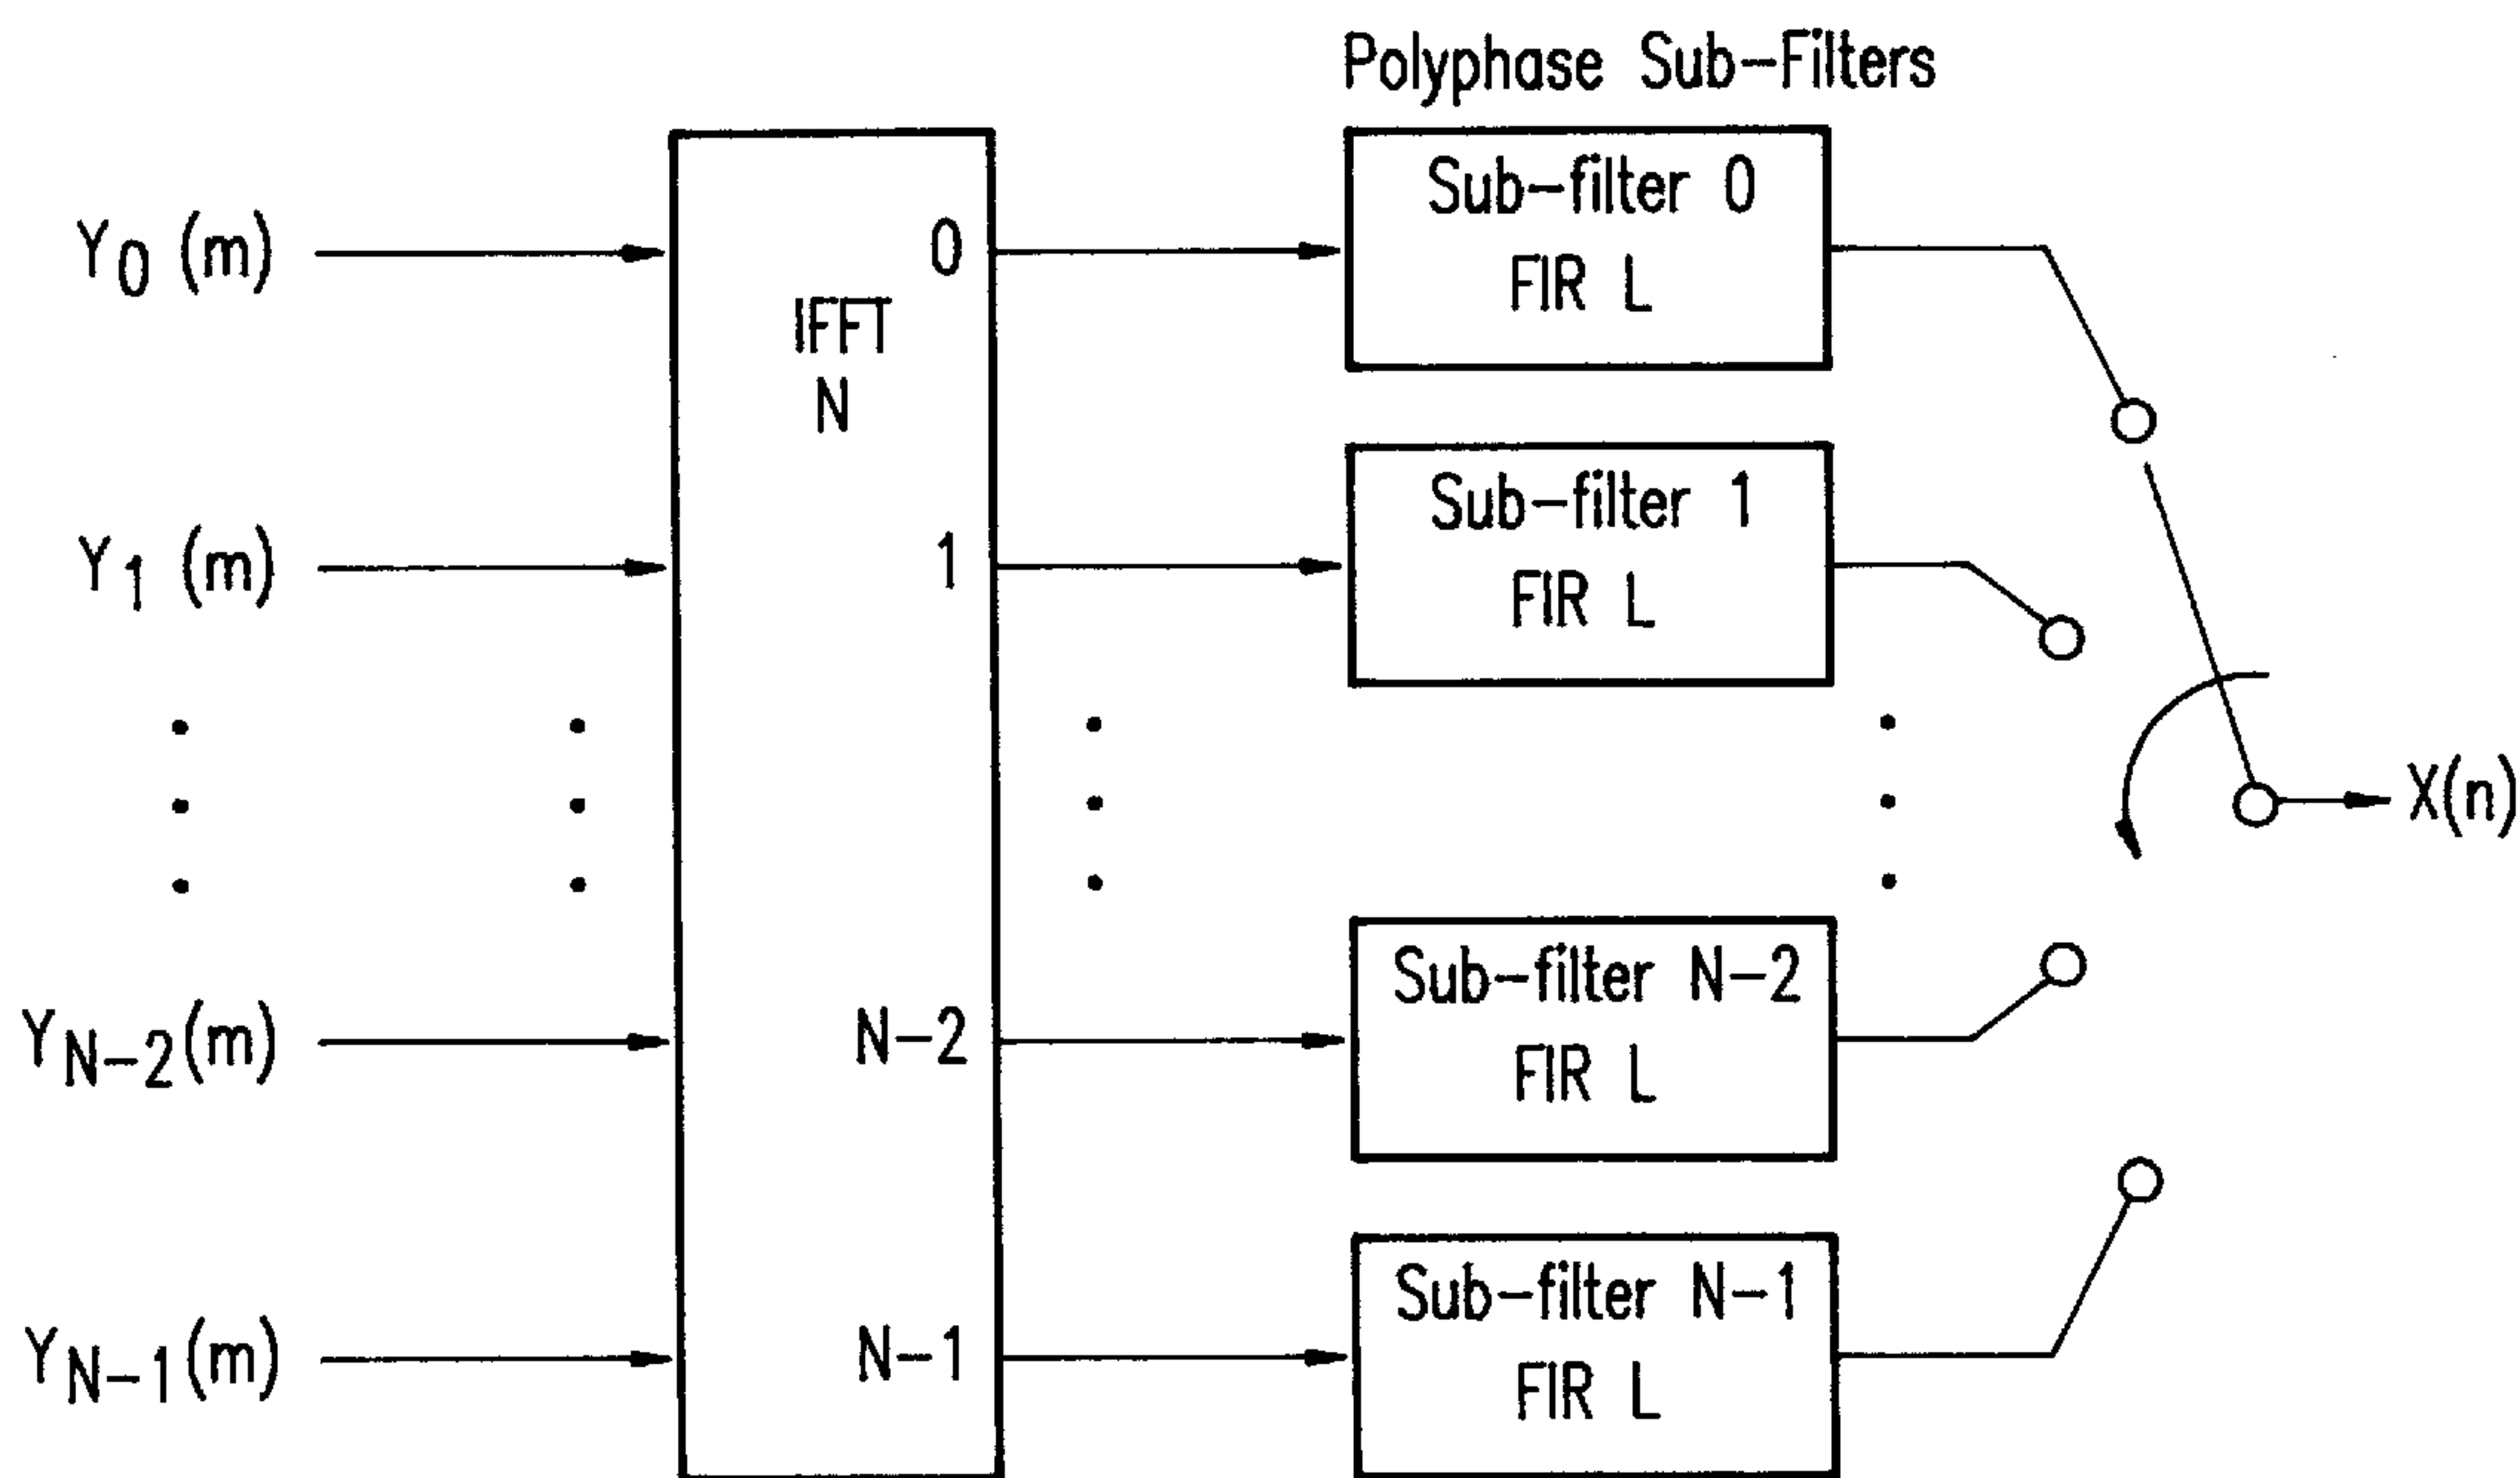 Polyphase Sub-Filters
Sub-filter 0
FIR L
Y0 (m)
0
IFFT
N
Sub-filter 1
FIR L
Y1 (m)
1
X(n)
Sub-filter N-2
FIR L
YN-2(m)
N-2
Sub-filter N-1
FIR L
YN-1(m)
N-1